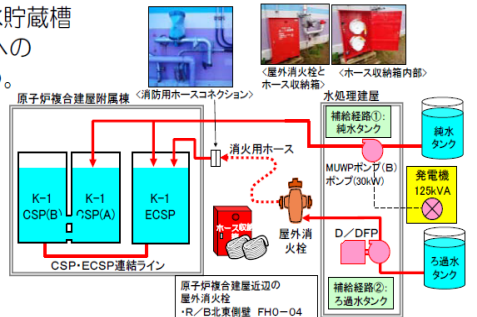 貯蔵槽
への
。
<消防用ホースコネクション>
<屋外消火栓と
ホース収納箱>
<ホース収納箱内部>
原子炉複合建屋附属棟
水処理建屋
補給経路①:
純水タンク
純水
タンク
消火用ホース
MUWPポンプ(B)
ポンプ(30kW)
発電機
125kVA
K-1
CSP(B)
K-1
CSP(A)
K-1
ECSP
ホース収納
屋外消
火栓
D/DFP
ろ過水
タンク
CSP・ECSP連結ライン
補給経路②:
ろ過水タンク
原子炉複合建屋近辺の
屋外消火栓
・R/B北東側壁 FH0-04